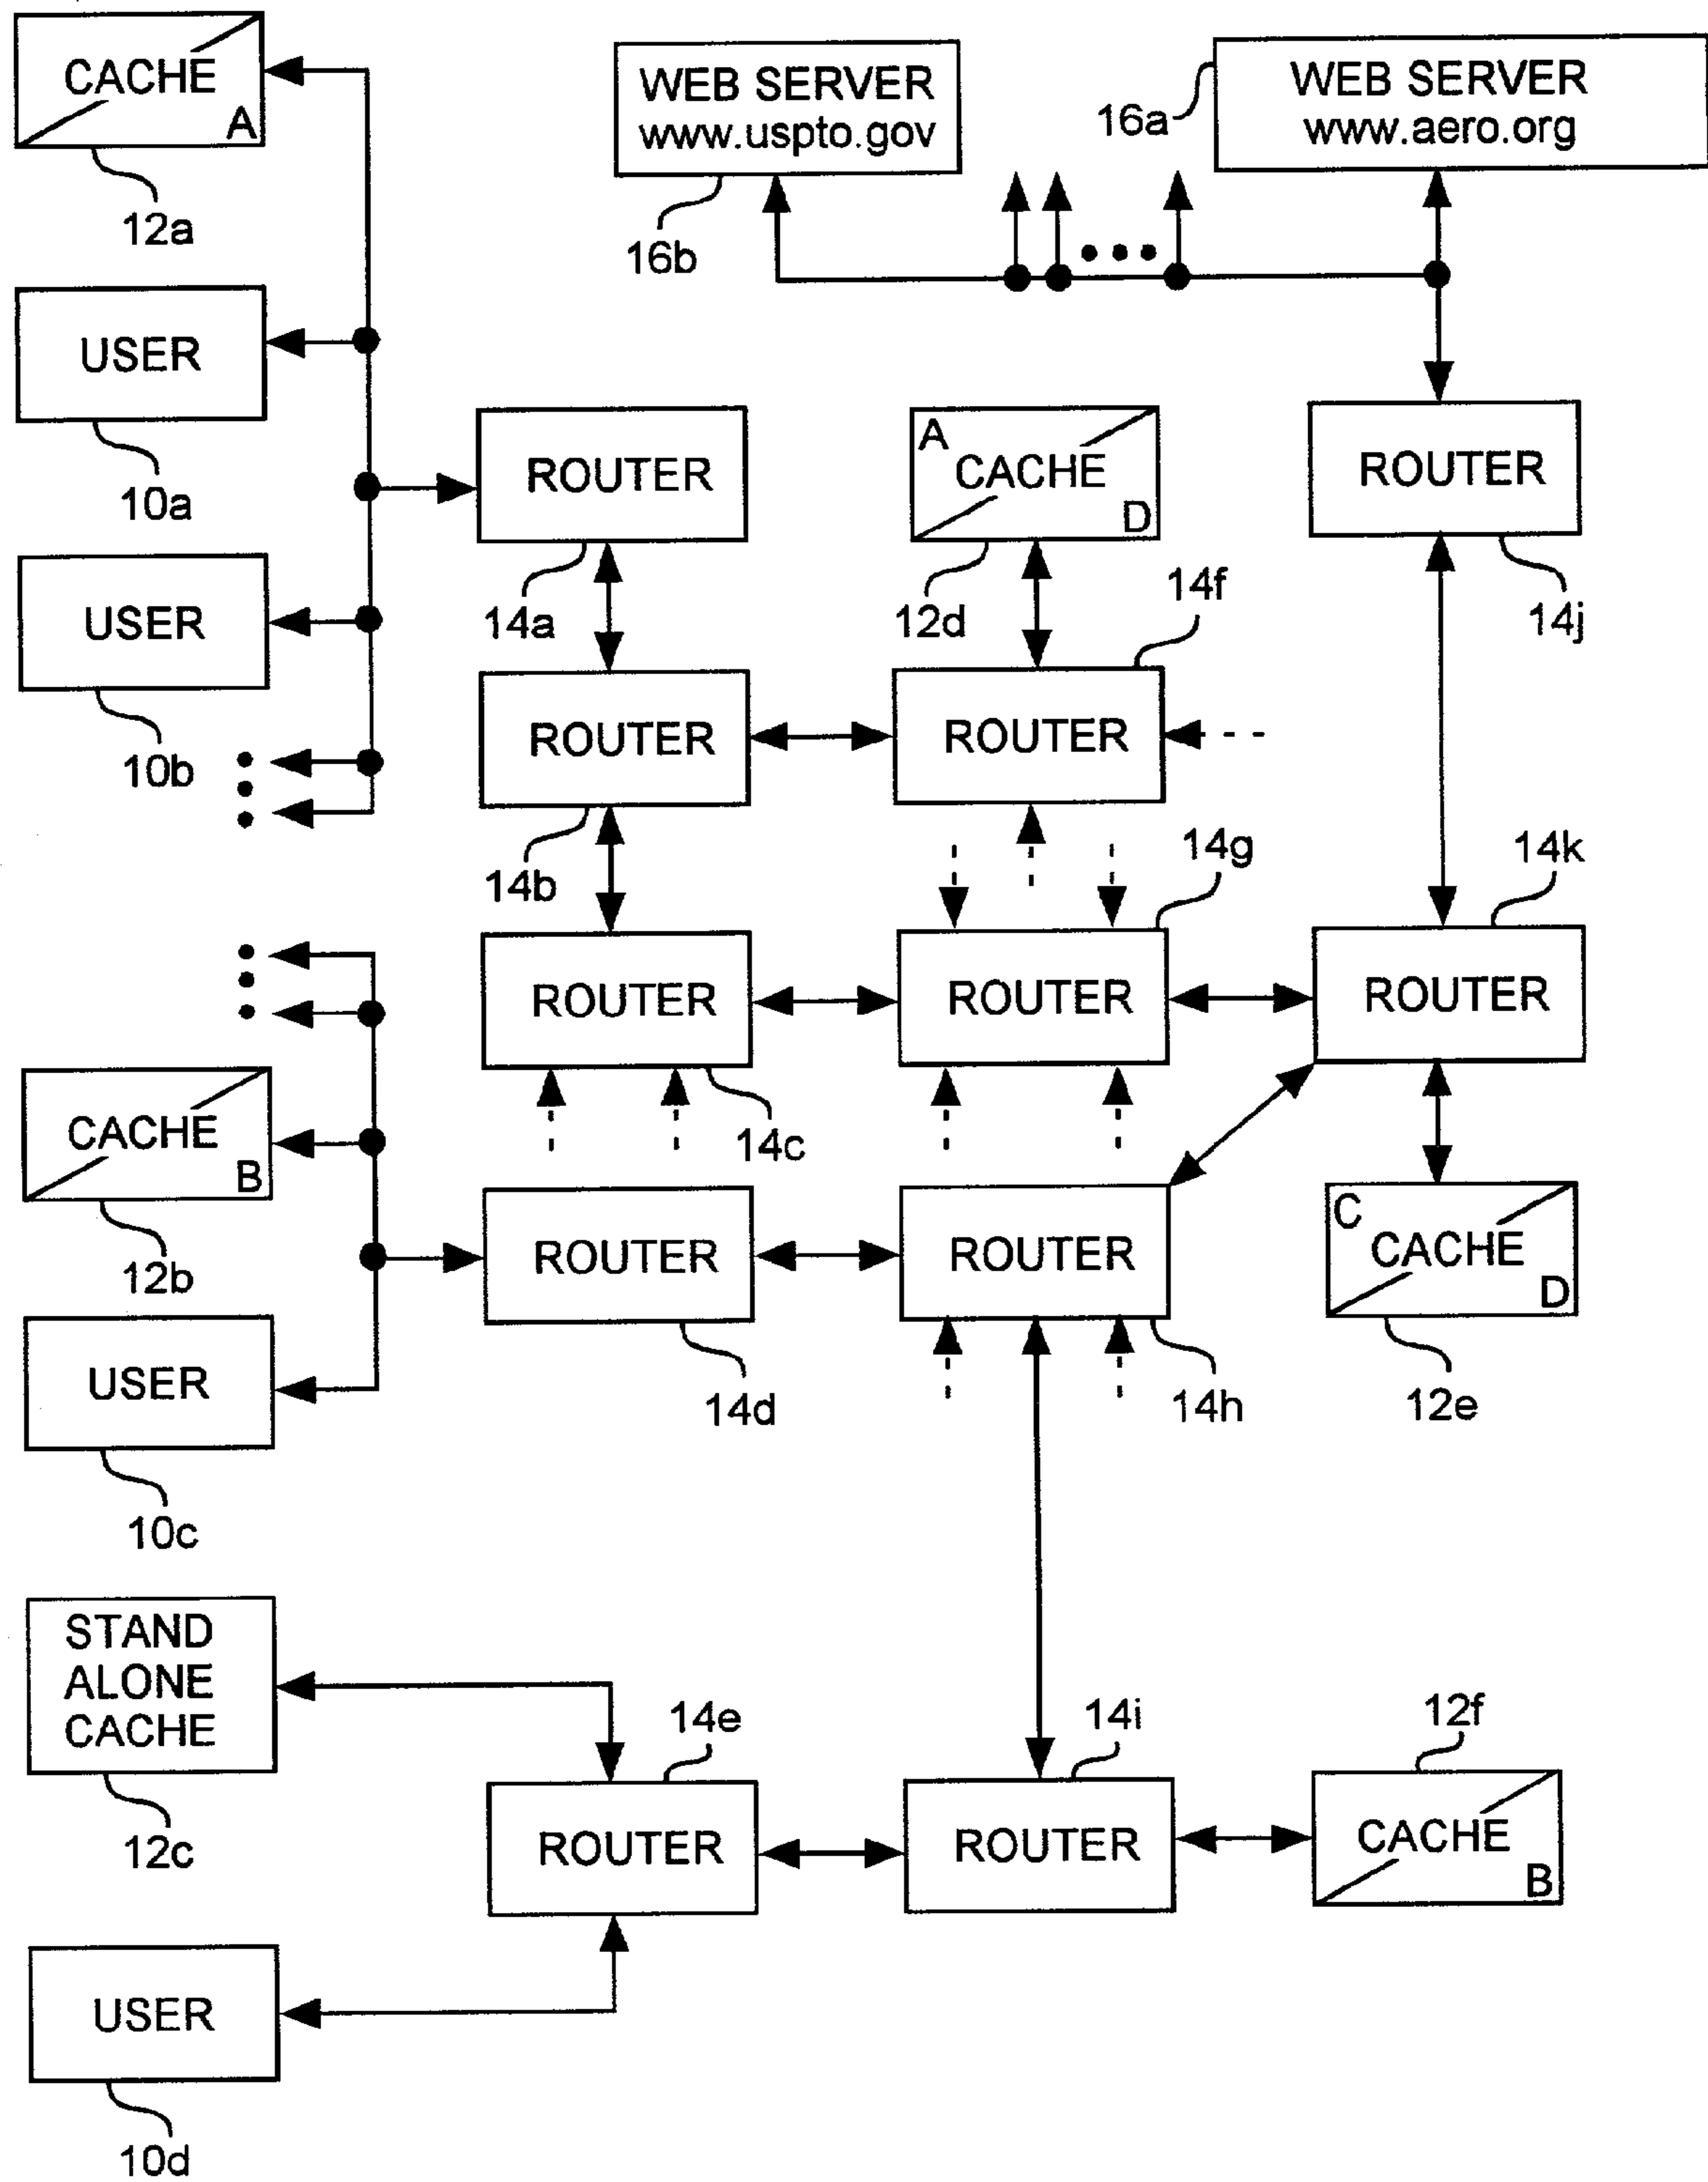 CACHE
A
12a
WEB SERVER
www.uspto.gov
16b
16a
WEB SERVER
www.aero.org
USER
10a
USER
10b
ROUTER
14a
A
CACHE
D
12d
14f
ROUTER
14j
ROUTER
14b
ROUTER
14g
14k
ROUTER
14c
ROUTER
ROUTER
CACHE
B
12b
ROUTER
14d
ROUTER
14h
C
CACHE
D
12e
USER
10c
STAND
ALONE
CACHE
12c
14e
ROUTER
14i
ROUTER
12f
CACHE
B
USER
10d